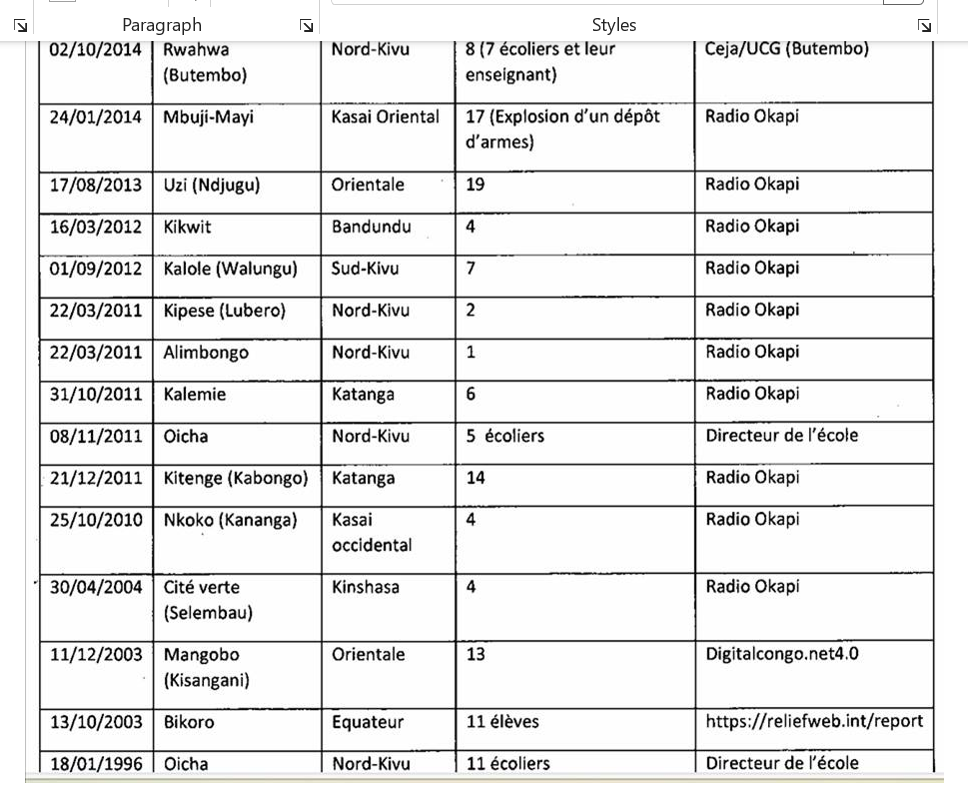 Paragraph Styles
02/10/2014 Rwahwa Nord-Kivu 8 (7 écoliers et leur Ceja/UCG (Butembo)
(Butembo) enseignant)
24/01/2014 Mbuji-Mayi Kasai Oriental 17 (Explosion d'un dépôt Radio Okapi
d'armes)
17/08/2013 Uzi (Ndjugu) Orientale 19 Radio Okapi
16/03/2012 Kikwit Bandundu 4 Radio Okapi
01/09/2012 Kalole (Walungu) Sud-Kivu 7 Radio Okapi
22/03/2011 Kipese (Lubero) Nord-Kivu 2 Radio Okapi
22/03/2011 Alimbongo Nord-Kivu 1 Radio Okapi
31/10/2011 Kalemie Katanga 6 Radio Okapi
08/11/2011 Oicha Nord-Kivu 5 écoliers Directeur de l'école
21/12/2011 Kitenge (Kabongo) Katanga 14 Radio Okapi
25/10/2010 Nkoko (Kananga) Kasai 4 Radio Okapi
occidental
30/04/2004 Cité verte Kinshasa 4 Radio Okapi
(Selembau)
11/12/2003 Mangobo Orientale 13 Digitalcongo.net4.0
(Kisangani)
13/10/2003 Bikoro Equateur 11 élèves https://reliefweb.int/report
18/01/1996 Oicha Nord-Kivu 11 écoliers Directeur de l'école